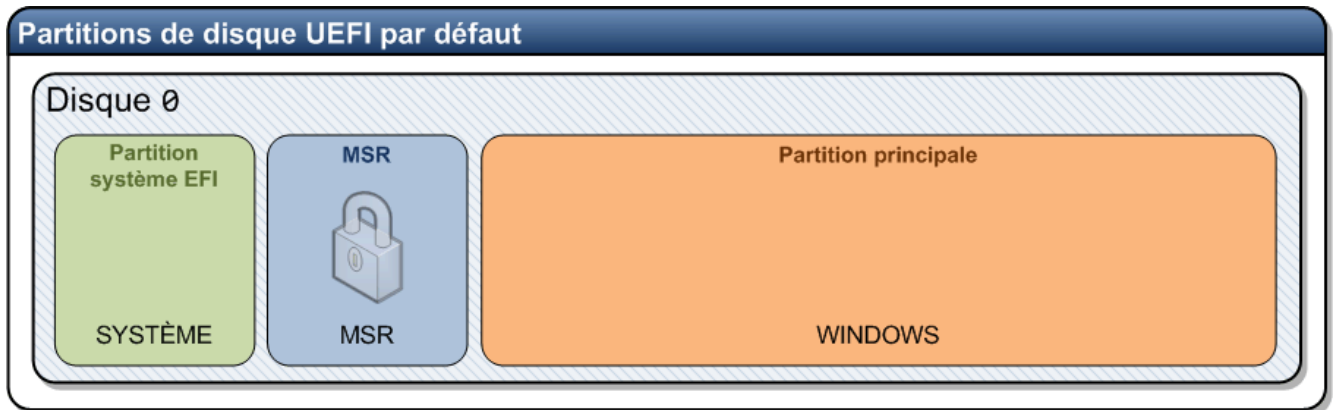 Partitions de disque UEFI par défaut
Disque 0
Partition
système EFI
MSR
Partition principale
SYSTÈME
MSR
WINDOWS